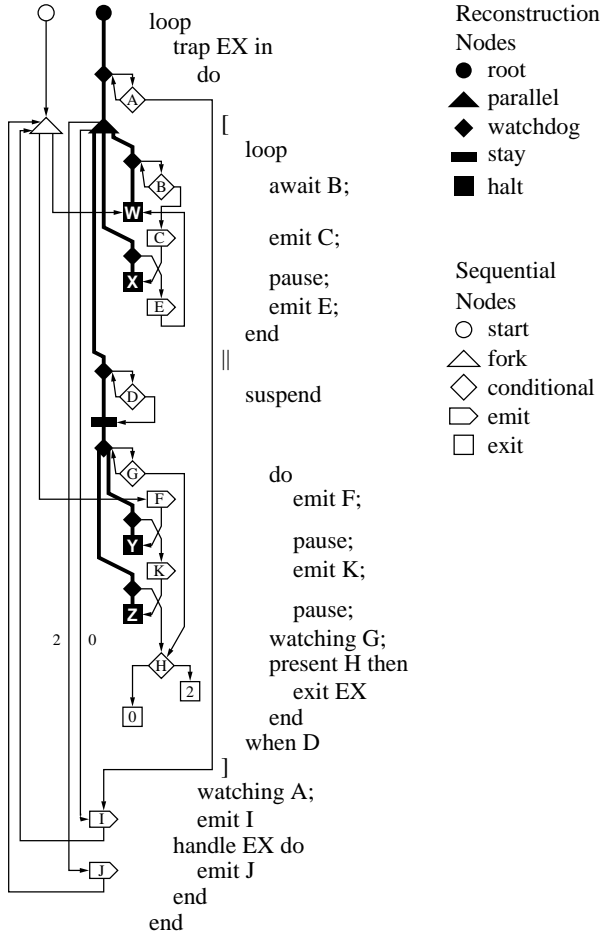 loop
trap EX in
do
A
[
loop
B
await B;
W
C
emit C;
X
pause;
E
emit E;
end
||
D
suspend
G
do
F
emit F;
Y
pause;
K
emit K;
Z
pause;
2 0
watching G;
H
present H then
2
exit EX
0
end
when D
]
watching A;
I
emit I
handle EX do
J
emit J
end
end
Reconstruction
Nodes
root
parallel
watchdog
stay
halt
Sequential
Nodes
start
fork
conditional
emit
exit